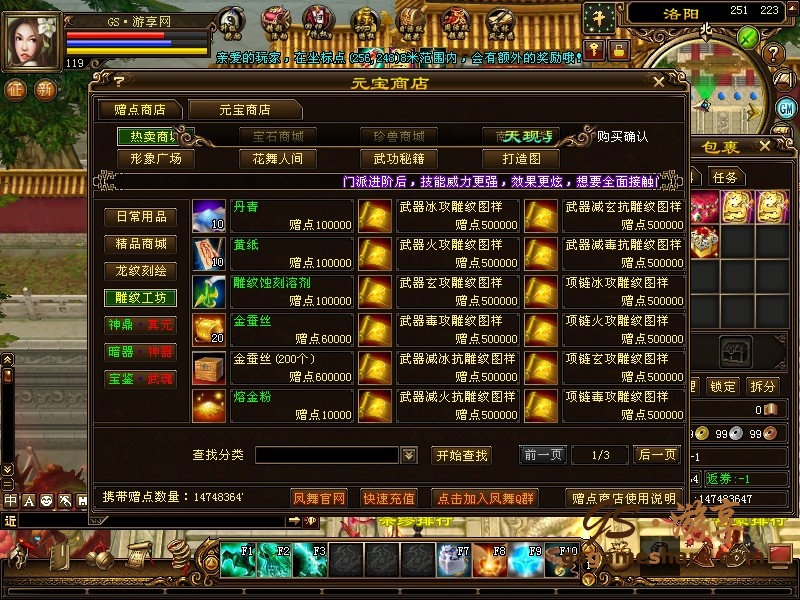 GS·游享网
119
洛阳 251 223
北
亲爱的玩家，在坐标点(256,248)8米范围内，会有额外的奖励哦!
征 新
GM
元宝商店
赠点商店 元宝商店
热卖商城 宝石商城 珍兽商城 购买确认
形象广场 花舞人间 武功秘籍 打造图
门派进阶后，技能威力更强，效果更炫，想要全面接触
日常用品
精品商城
龙纹刻绘
雕纹工坊
神鼎 真元
暗器 神器
宝鉴 武魂
丹青 赠点100000 10
武器冰攻雕纹图样 赠点500000
武器减玄抗雕纹图样 赠点500000
黄纸 赠点100000 10
武器火攻雕纹图样 赠点500000
武器减毒抗雕纹图样 赠点500000
雕纹蚀刻溶剂 赠点100000
武器玄攻雕纹图样 赠点500000
项链冰攻雕纹图样 赠点500000
金蚕丝 赠点60000 20
武器毒攻雕纹图样 赠点500000
项链火攻雕纹图样 赠点500000
金蚕丝(200个) 赠点600000
武器减冰抗雕纹图样 赠点500000
项链玄攻雕纹图样 赠点500000
熔金粉 赠点10000
武器减火抗雕纹图样 赠点500000
项链毒攻雕纹图样 赠点500000
查找分类 开始查找 前一页 1/3 后一页
携带赠点数量：14748364
凤舞官网 快速充值 点击加入凤舞Q群 赠点商店使用说明
包裹
任务
锁定 拆分
0
99 99
返券:-1
147483647
中 A
近
F1 F2 F3 F7 F8 F9 F10
GS·游享